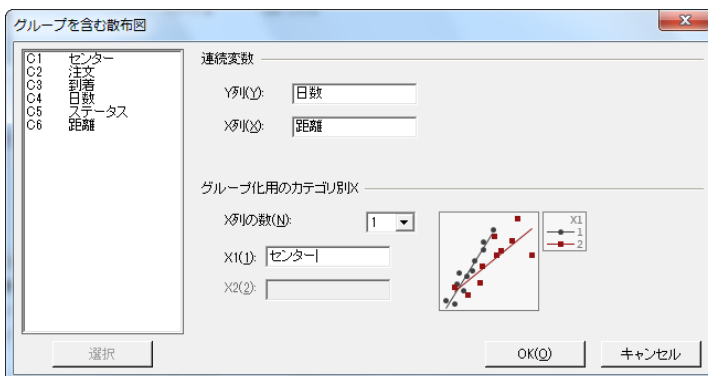 グループを含む散布図
C1 センター
C2 注文
C3 到着
C4 日数
C5 ステータス
C6 距離
連続変数
Y列(Y): 日数
X列(X): 距離
グループ化用のカテゴリ別X
X列の数(N): 1
X1(1): センター
X2(2):
X1
1
2
選択
OK(O)
キャンセル